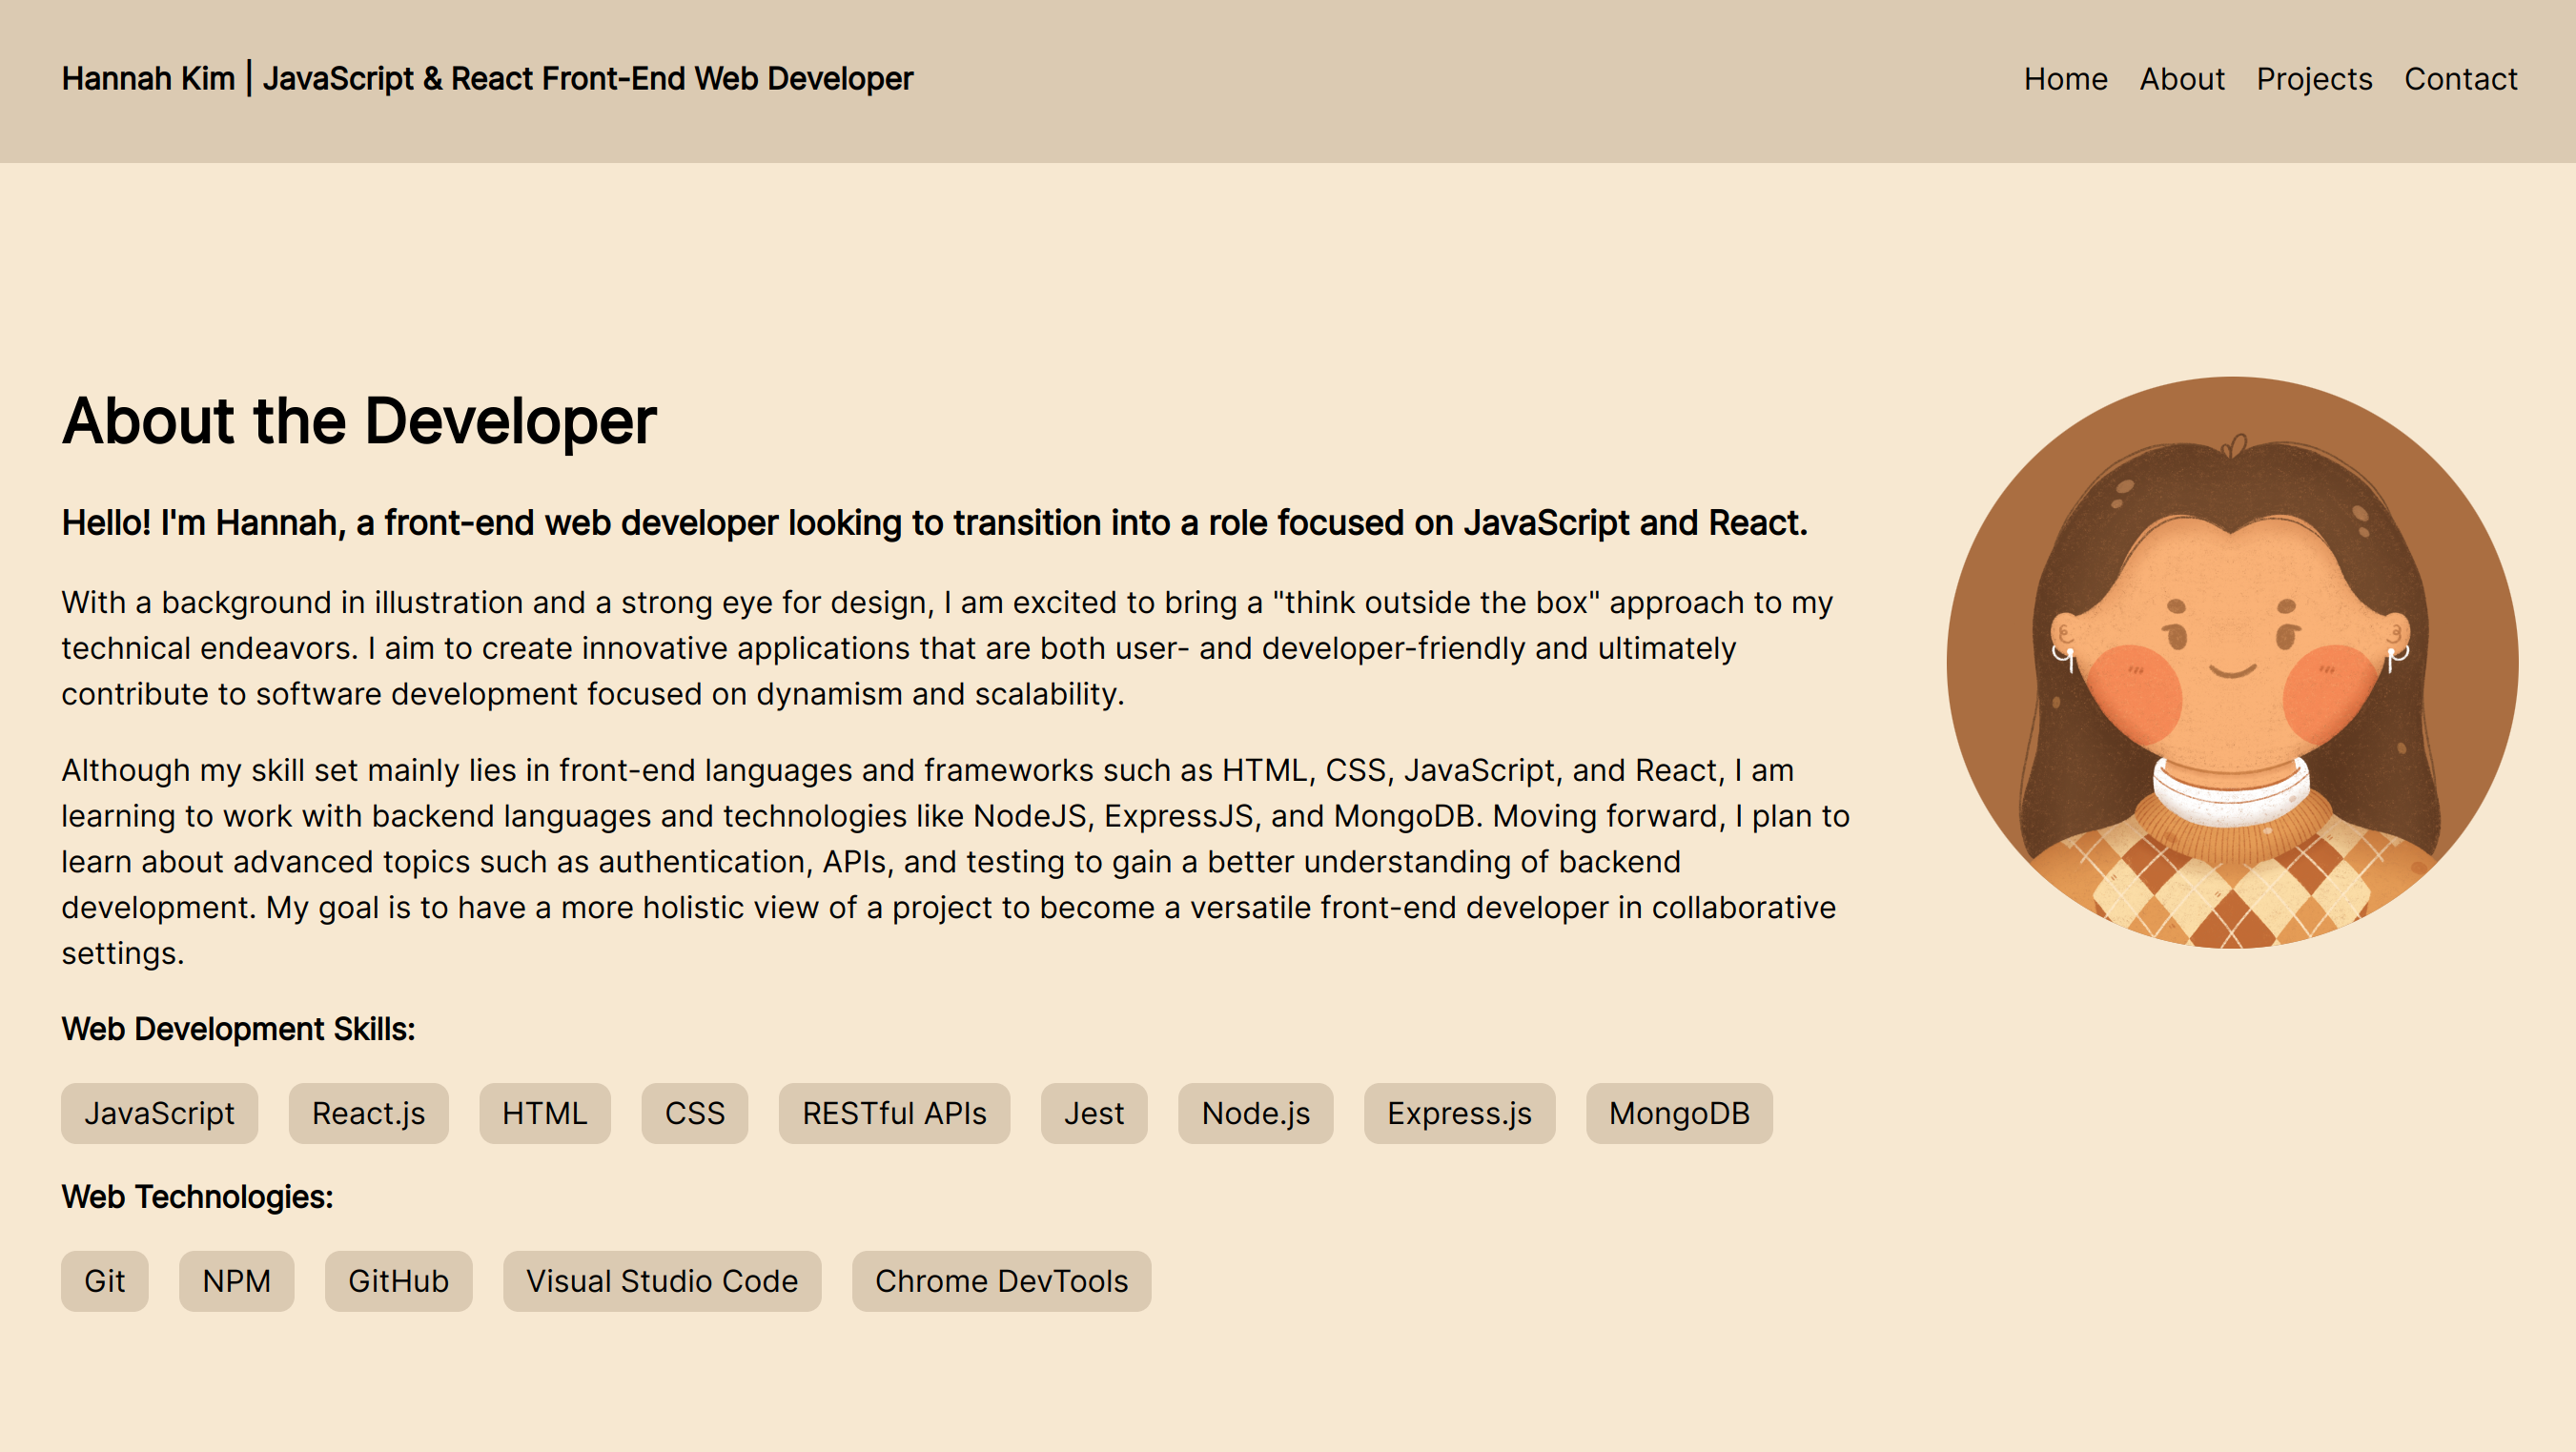 Hannah Kim | JavaScript & React Front-End Web Developer
Home About Projects Contact
About the Developer
Hello! I'm Hannah, a front-end web developer looking to transition into a role focused on JavaScript and React.
With a background in illustration and a strong eye for design, I am excited to bring a "think outside the box" approach to my
technical endeavors. I aim to create innovative applications that are both user- and developer-friendly and ultimately
contribute to software development focused on dynamism and scalability.
Although my skill set mainly lies in front-end languages and frameworks such as HTML, CSS, JavaScript, and React, I am
learning to work with backend languages and technologies like NodeJS, ExpressJS, and MongoDB. Moving forward, I plan to
learn about advanced topics such as authentication, APIs, and testing to gain a better understanding of backend
development. My goal is to have a more holistic view of a project to become a versatile front-end developer in collaborative
settings.
Web Development Skills:
JavaScript React.js HTML CSS RESTful APIs Jest Node.js Express.js MongoDB
Web Technologies:
Git NPM GitHub Visual Studio Code Chrome DevTools